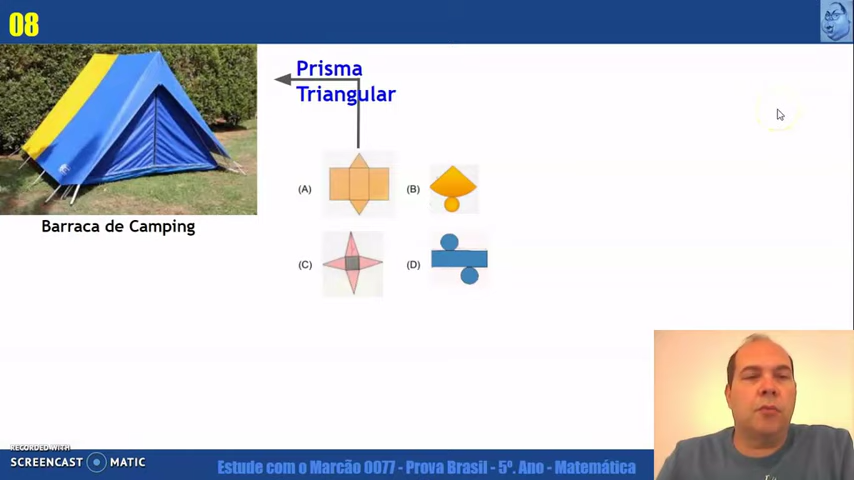 08
Prisma
Triangular
(A)
(B)
Barraca de Camping
(C)
(D)
RECORDED WITH
SCREENCAST MATIC
Estude com o Marcão 0077 - Prova Brasil - 5º. Ano - Matemática